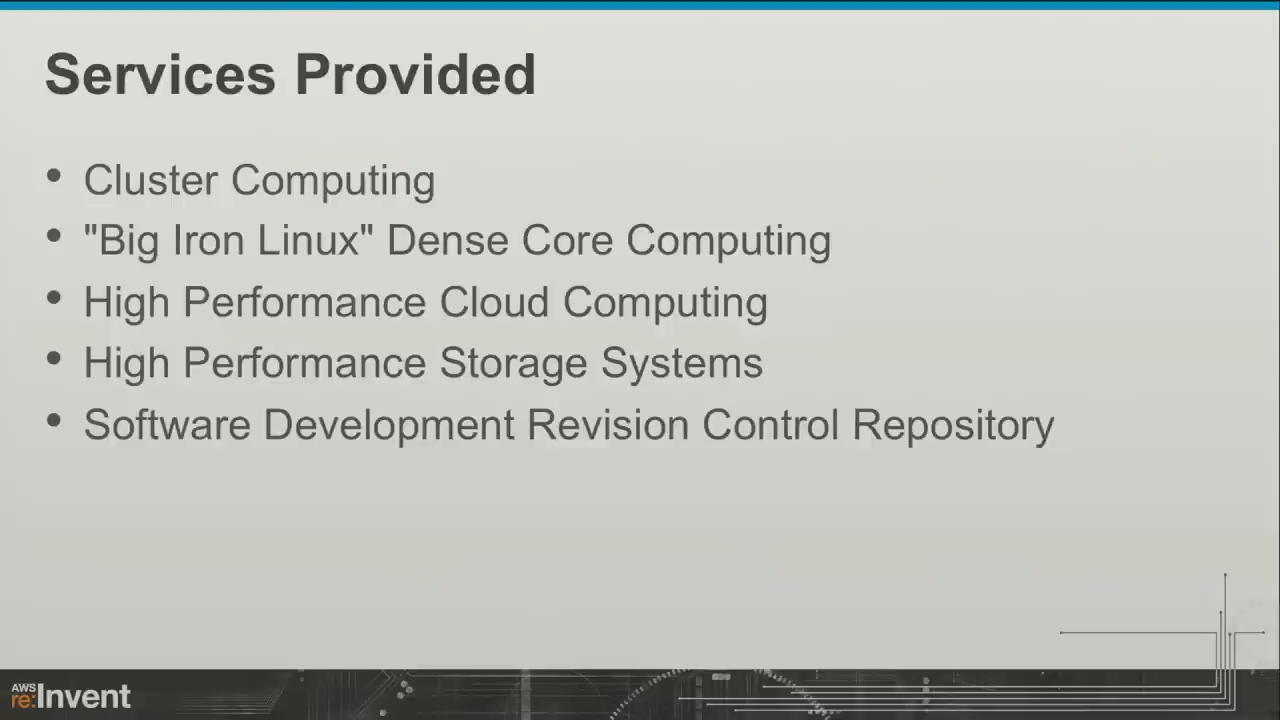 Services Provided
• Cluster Computing
• "Big Iron Linux" Dense Core Computing
• High Performance Cloud Computing
• High Performance Storage Systems
• Software Development Revision Control Repository
AWS
re:Invent